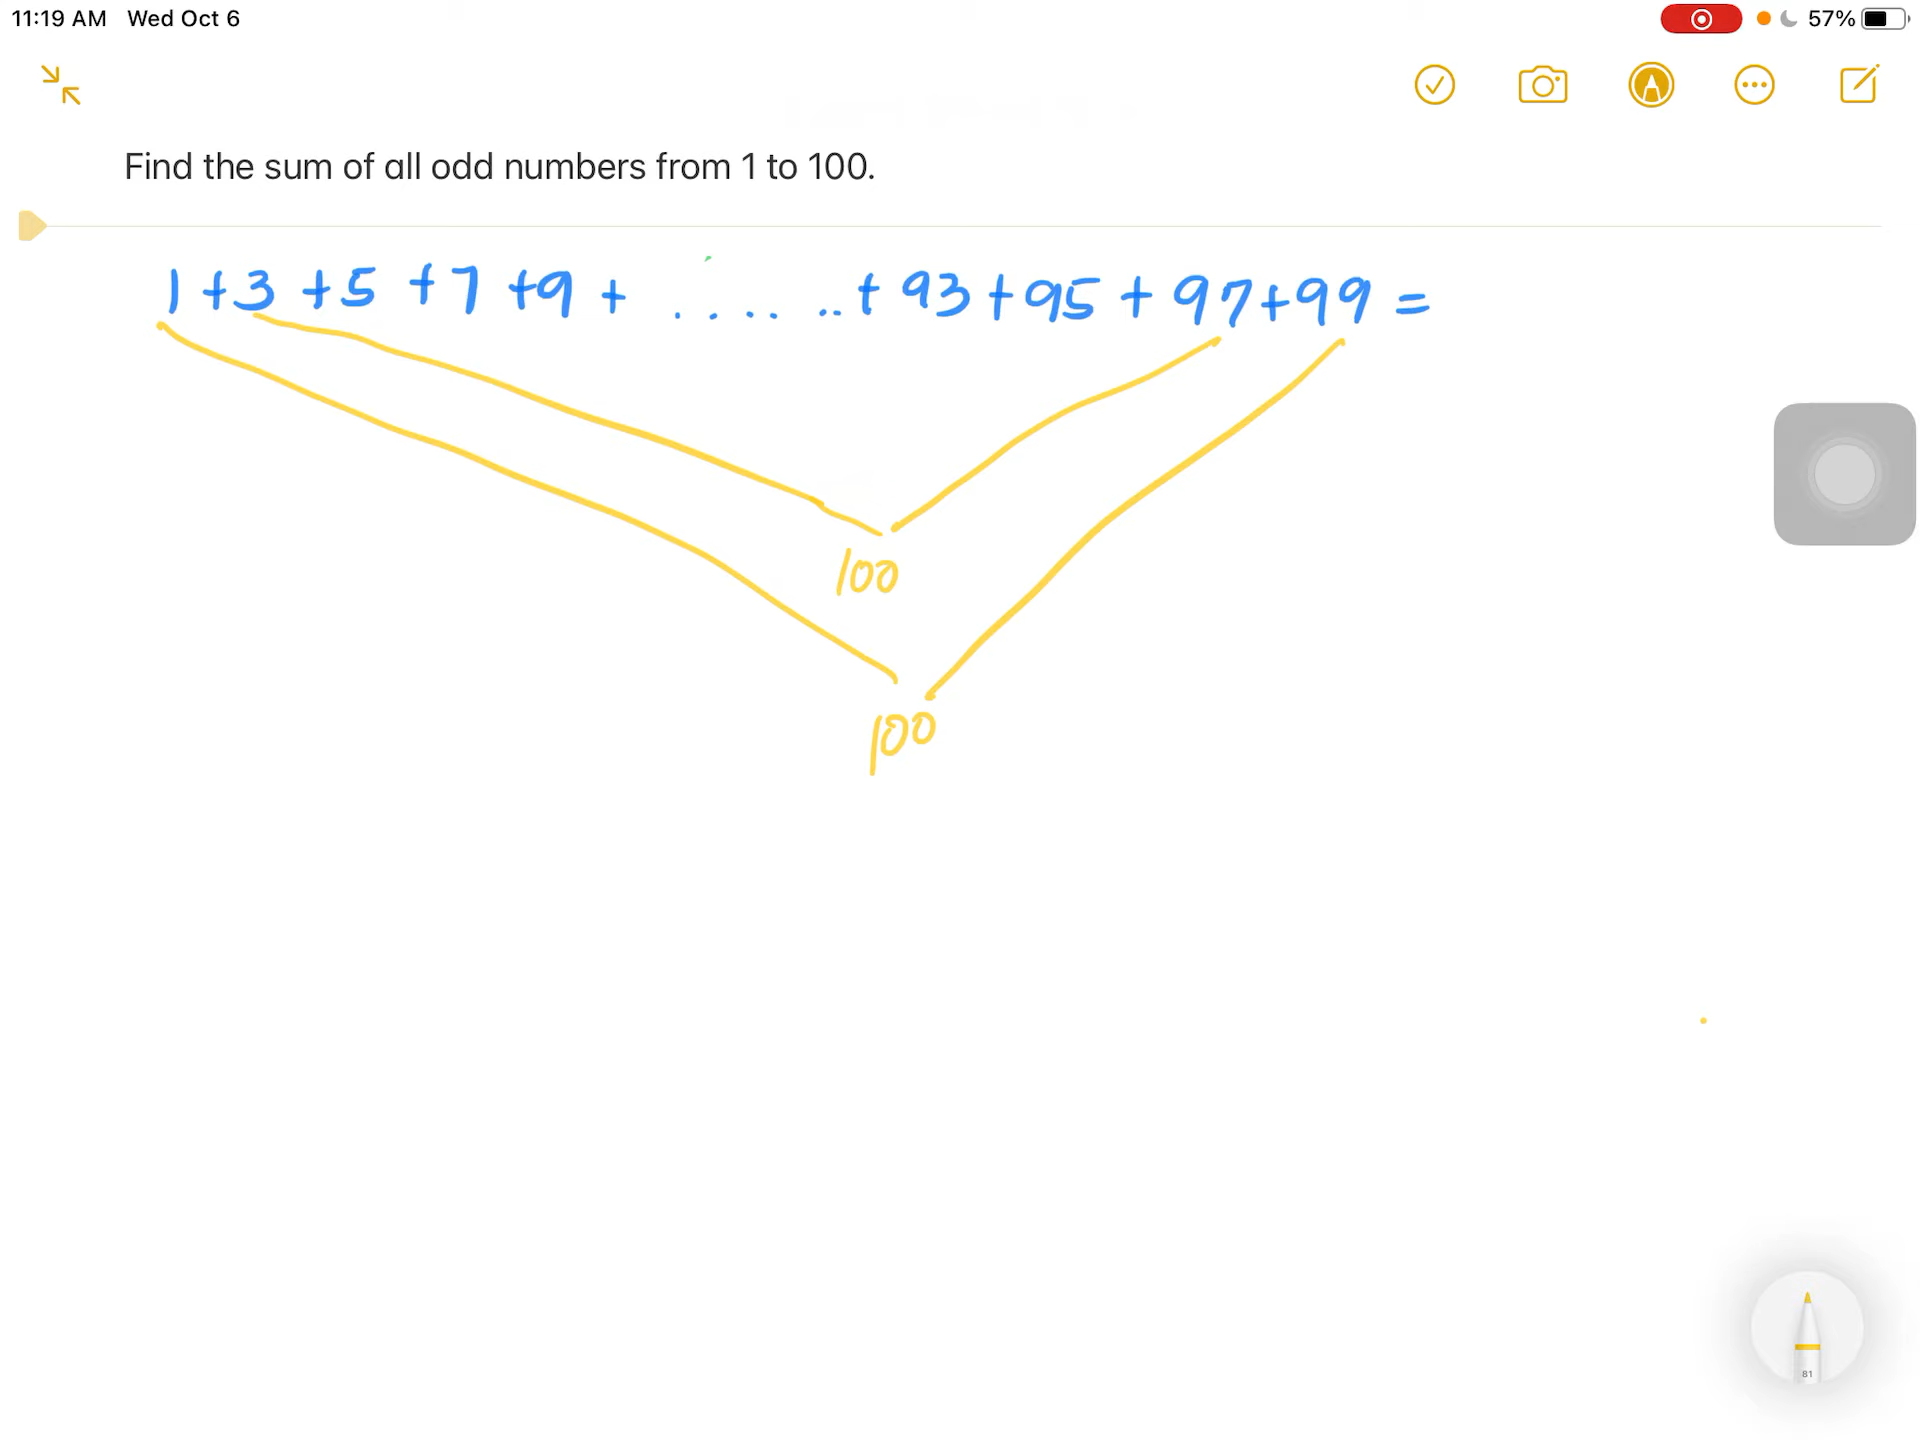 11:19 AM Wed Oct 6
57%
Find the sum of all odd numbers from 1 to 100.
1 + 3 + 5 + 7 + 9 + . . . . . . + 93 + 95 + 97 + 99 =
100
100
81